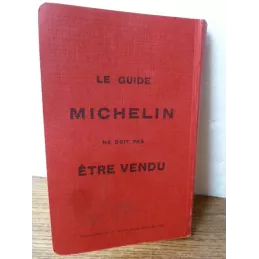 LE GUIDE
MICHELIN
NE DOIT PAS
ÊTRE VENDU